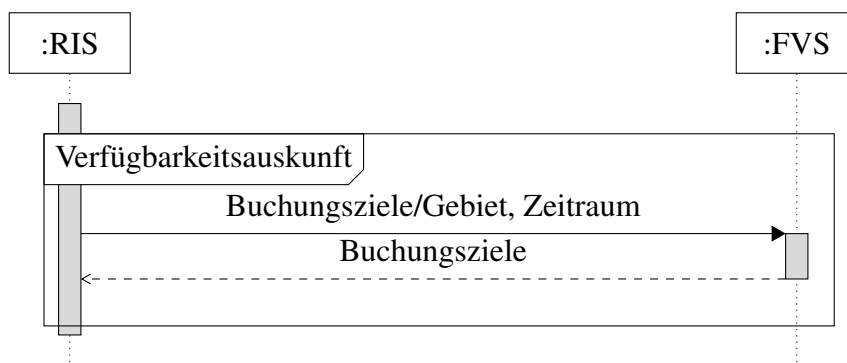 :RIS
:FVS
Verfügbarkeitsauskunft
Buchungsziele/Gebiet, Zeitraum
Buchungsziele